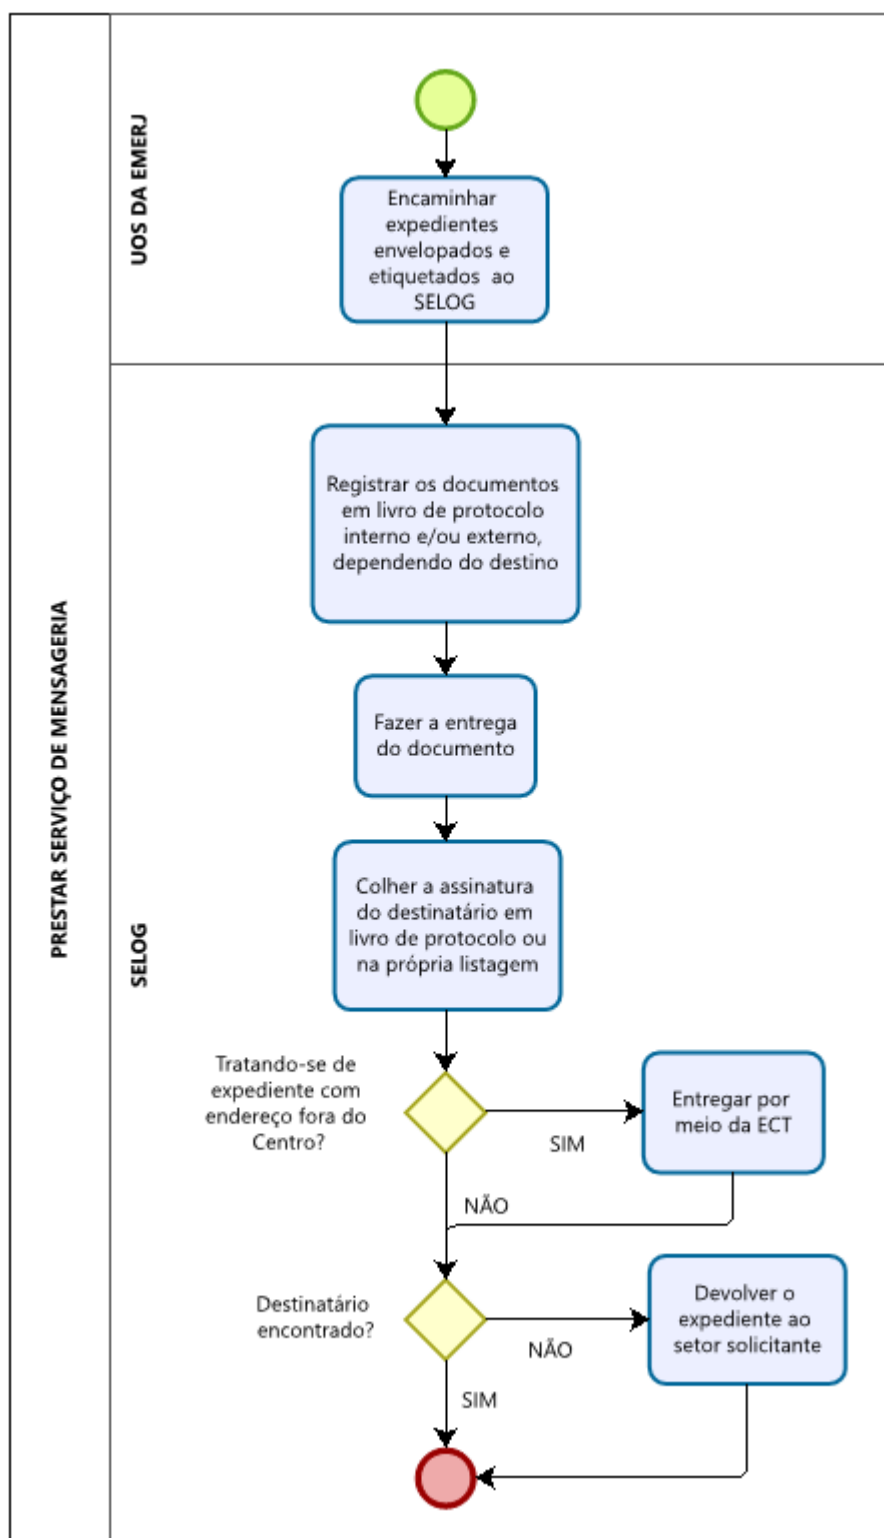 PRESTAR SERVIÇO DE MENSAGERIA
UOS DA EMERJ
Encaminhar
expedientes
envelopados e
etiquetados ao
SELOG
SELOG
Registrar os documentos
em livro de protocolo
interno e/ou externo,
dependendo do destino
Fazer a entrega
do documento
Colher a assinatura
do destinatário em
livro de protocolo ou
na própria listagem
Tratando-se de
expediente com
endereço fora do
Centro?
SIM
Entregar por
meio da ECT
NÃO
Destinatário
encontrado?
NÃO
Devolver o
expediente ao
setor solicitante
SIM